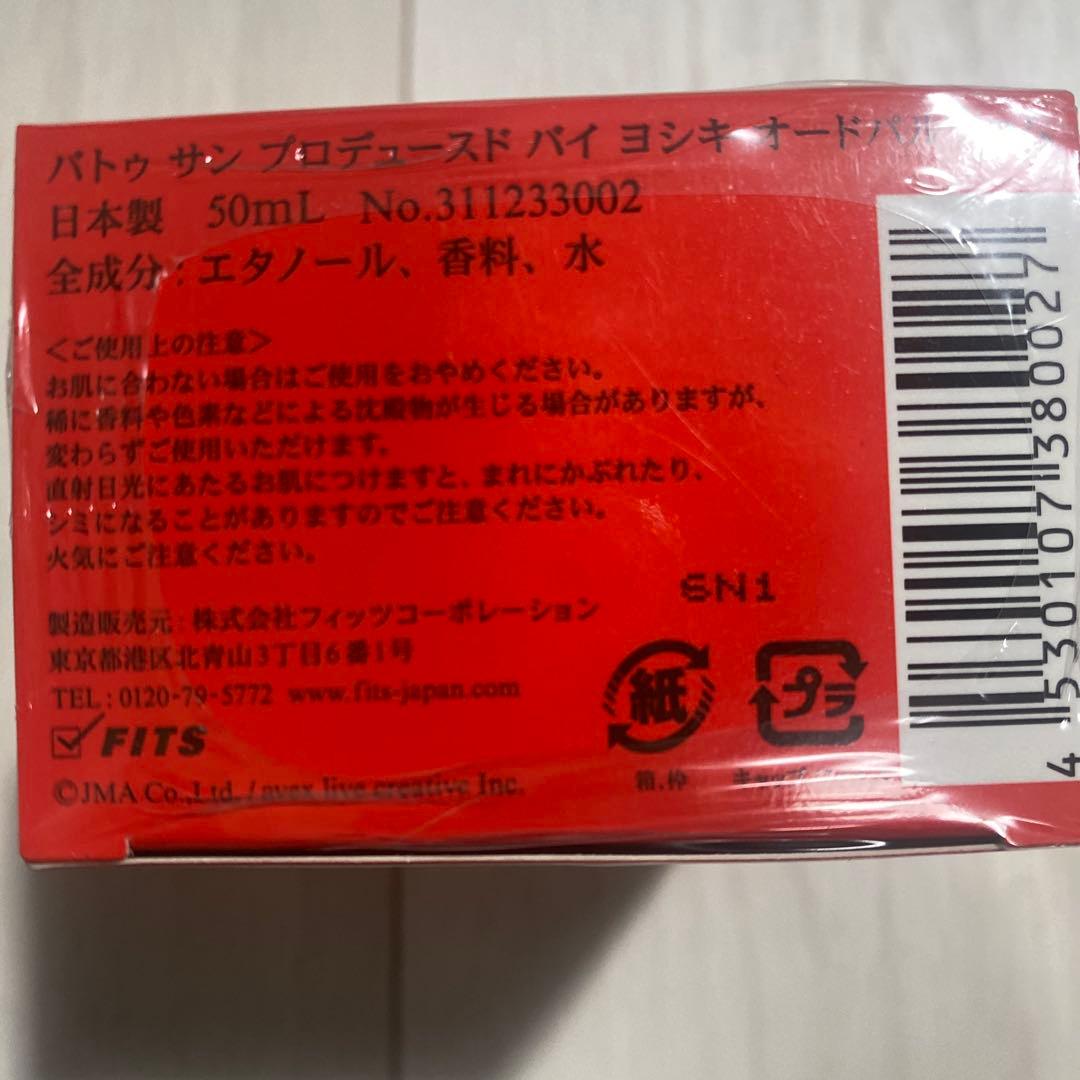 バトゥ サン プロデュースド バイ ヨシキ オードパル
日本製 50mL No.311233002
全成分：エタノール、香料、水
＜ご使用上の注意＞
お肌に合わない場合はご使用をおやめください。
稀に香料や色素などによる沈殿物が生じる場合がありますが、
変わらずご使用いただけます。
直射日光にあたるお肌につけますと、まれにかぶれたり、
シミになることがありますのでご注意ください。
火気にご注意ください。
6N1
製造販売元：株式会社フィッツコーポレーション
東京都港区北青山3丁目6番1号
TEL：0120-79-5772 www.fits-japan.com
FITS
©JMA Co.,Ltd. / avex live creative Inc.
紙
箱、枠
プラ
キャップ
4530107380027